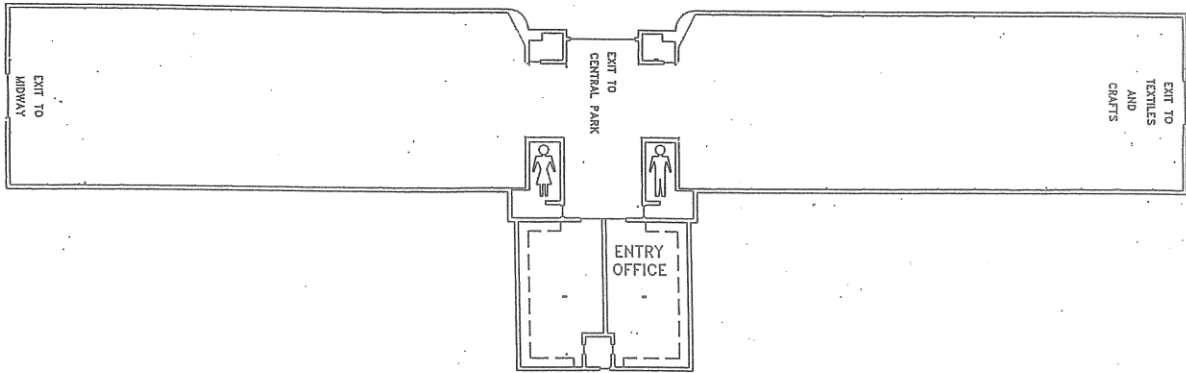 EXIT TO
MIDWAY
EXIT TO
CENTRAL PARK
EXIT TO
TEXTILES
AND
CRAFTS
ENTRY
OFFICE